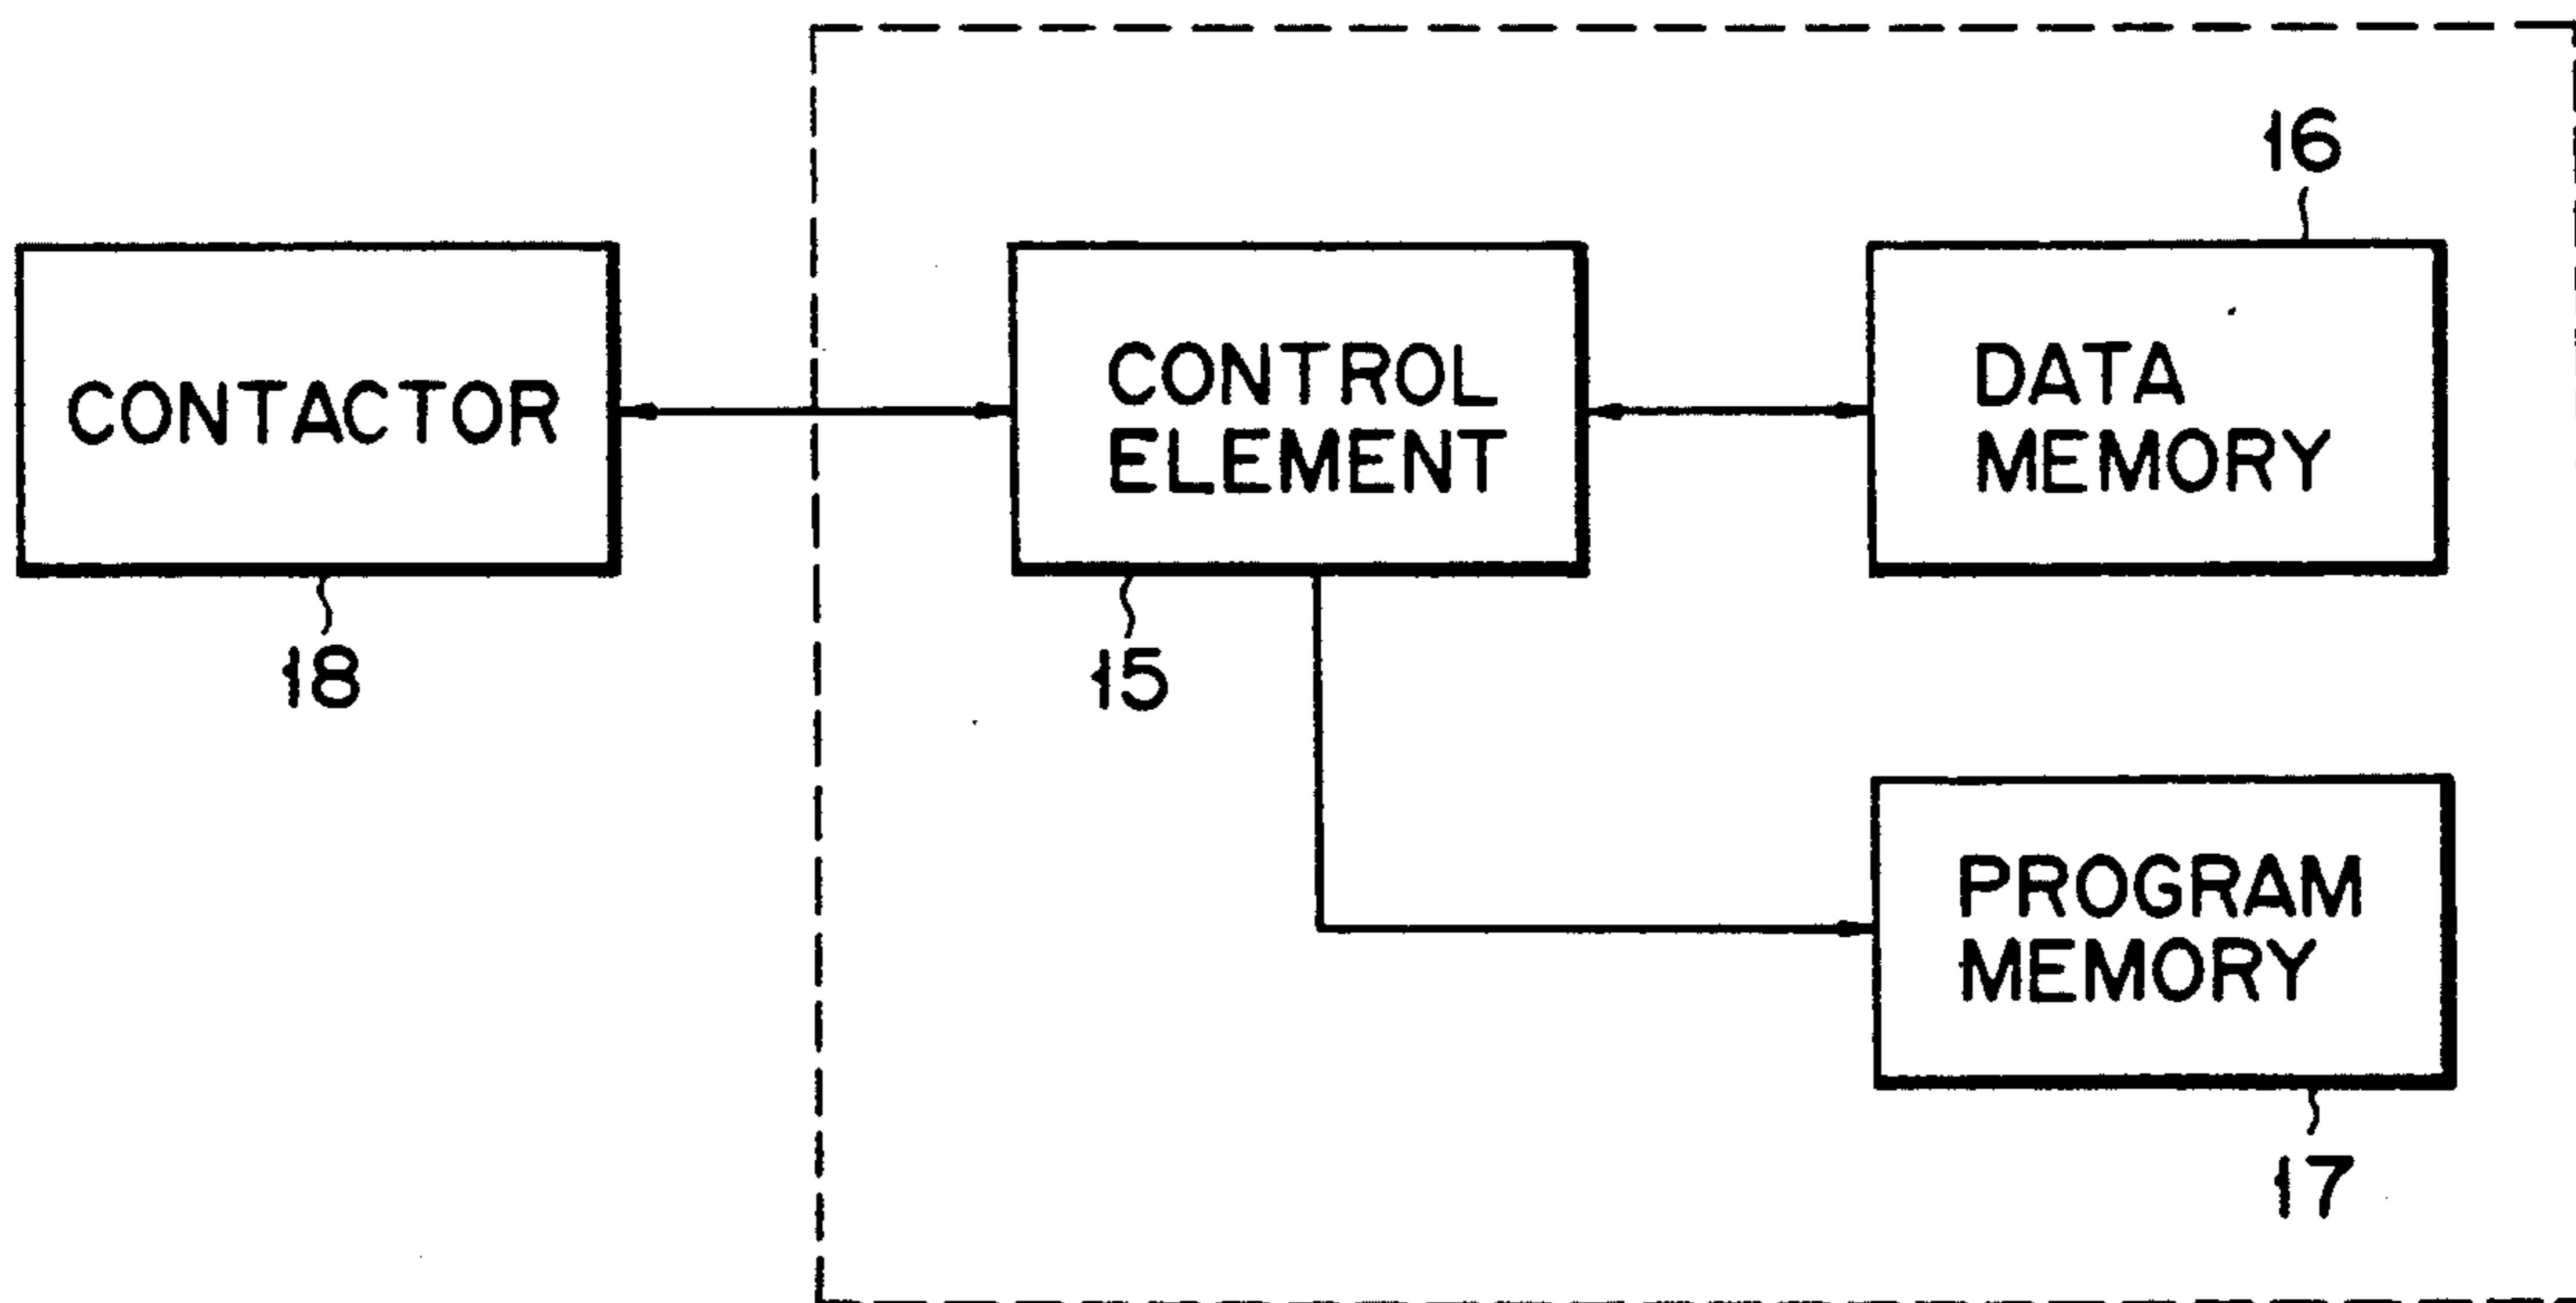 16
CONTACTOR
CONTROL
ELEMENT
DATA
MEMORY
18
15
PROGRAM
MEMORY
17